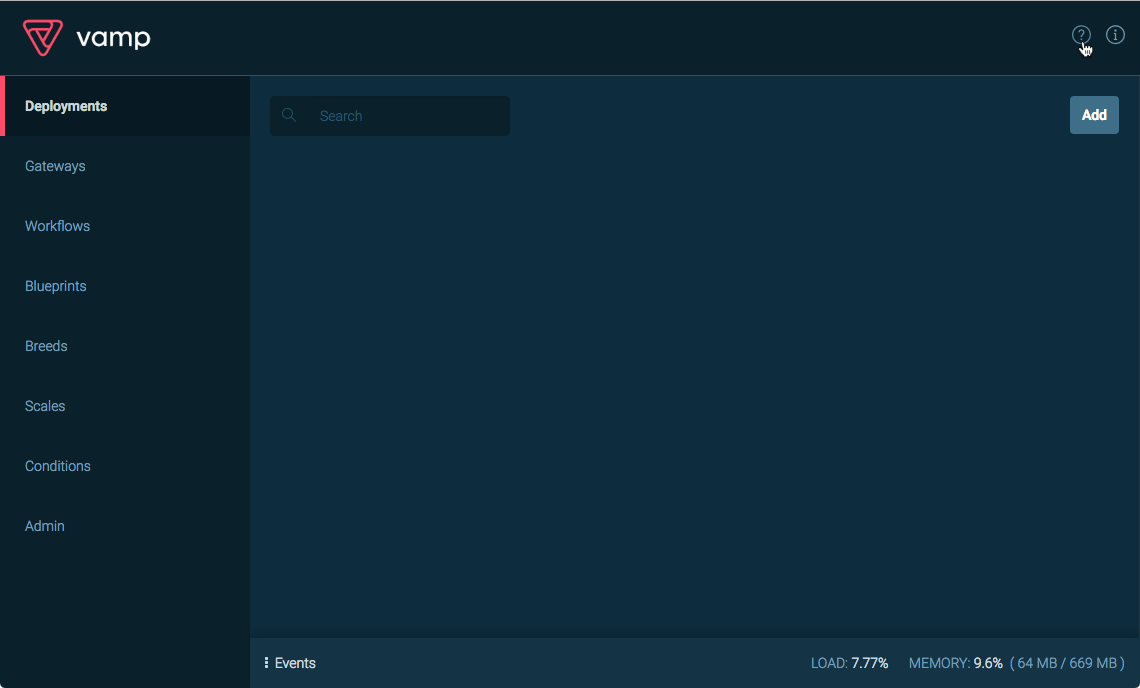 vamp
Deployments
Search
Add
Gateways
Workflows
Blueprints
Breeds
Scales
Conditions
Admin
Events
LOAD: 7.77% MEMORY: 9.6% ( 64 MB / 669 MB )